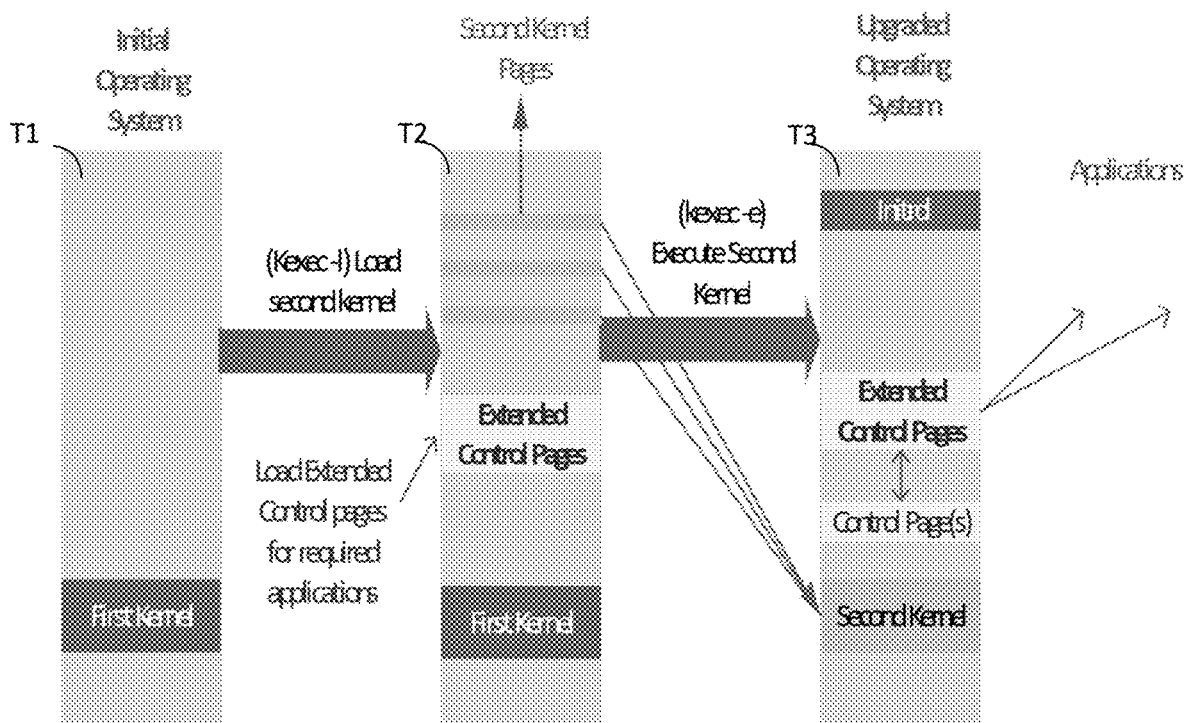 Initial
Operating
System
T1
First Kernel
(Kexec -l) Load
second kernel
Load Extended
Control pages
for required
applications
Second Kernel
Pages
T2
Extended
Control Pages
First Kernel
(kexec -e)
Execute Second
Kernel
Upgraded
Operating
System
T3
Initrd
Extended
Control Pages
Control Page(s)
Second Kernel
Applications